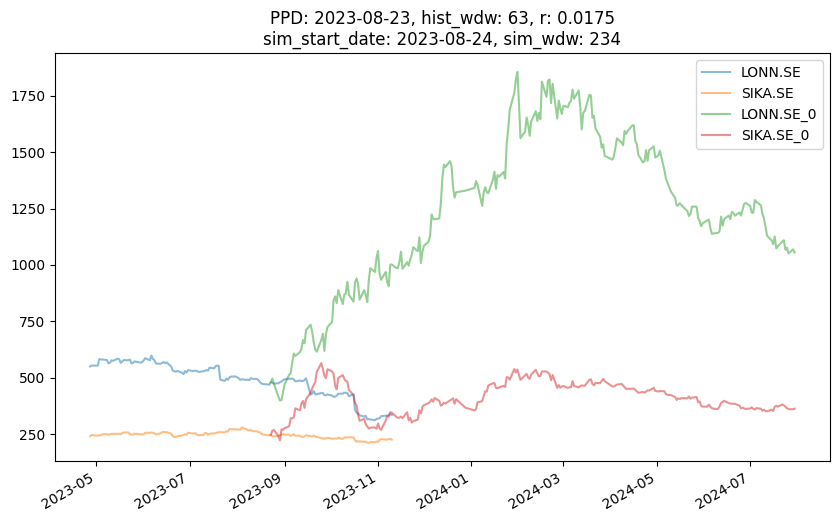 PPD: 2023-08-23, hist_wdw: 63, r: 0.0175
sim_start_date: 2023-08-24, sim_wdw: 234
LONN.SE
SIKA.SE
LONN.SE_0
SIKA.SE_0
1750
1500
1250
1000
750
500
250
2023-05
2023-07
2023-09
2023-11
2024-01
2024-03
2024-05
2024-07